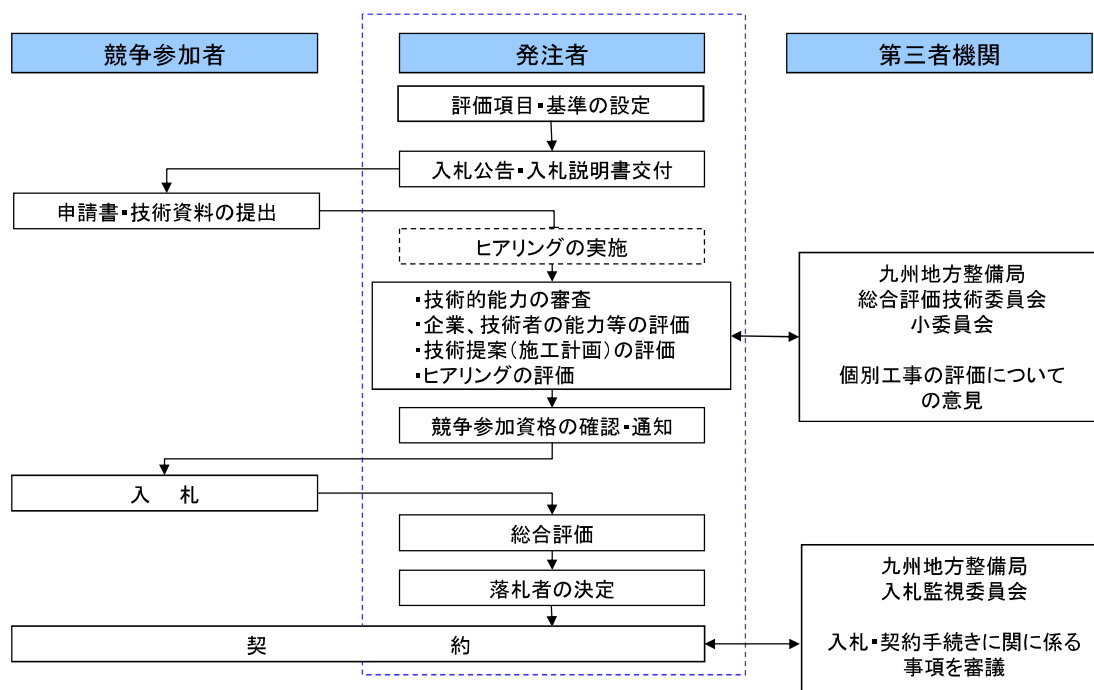 競争参加者
発注者
第三者機関
評価項目・基準の設定
入札公告・入札説明書交付
申請書・技術資料の提出
ヒアリングの実施
・技術的能力の審査
・企業、技術者の能力等の評価
・技術提案(施工計画)の評価
・ヒアリングの評価
九州地方整備局
総合評価技術委員会
小委員会
個別工事の評価について
の意見
競争参加資格の確認・通知
入 札
総合評価
落札者の決定
契 約
九州地方整備局
入札監視委員会
入札・契約手続きに関に係る
事項を審議